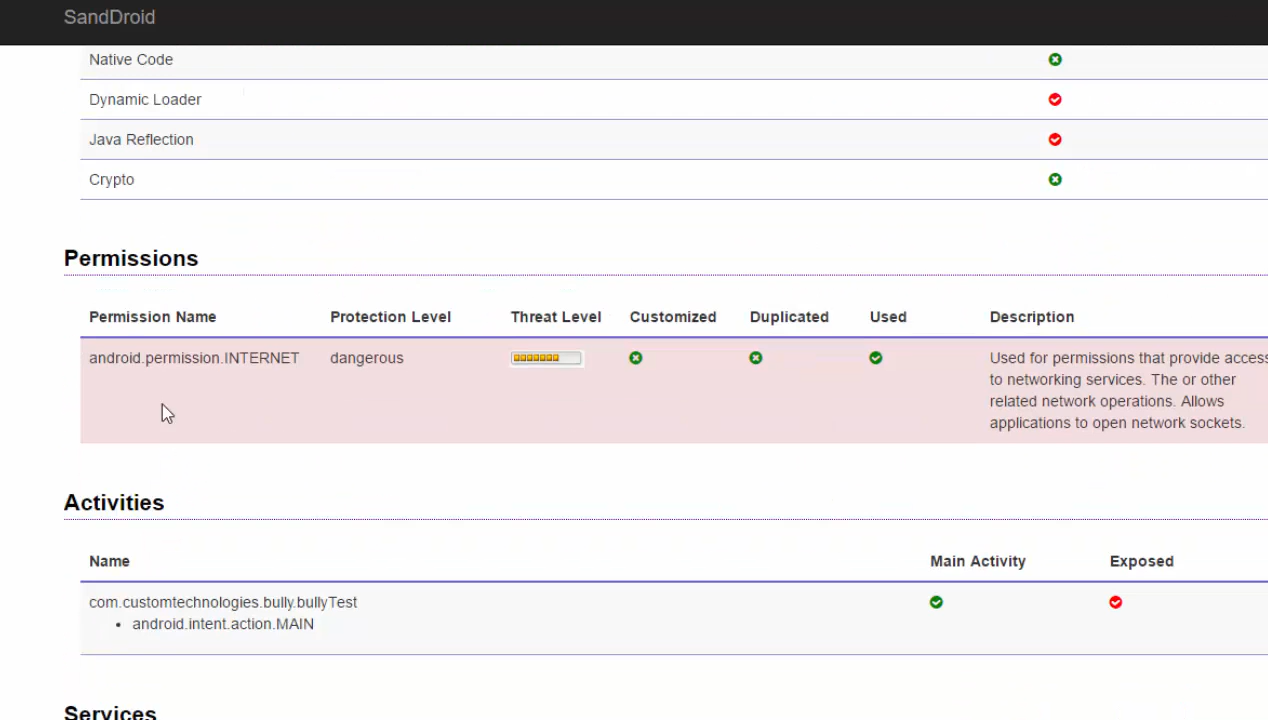 SandDroid
Native Code
Dynamic Loader
Java Reflection
Crypto
Permissions
Permission Name Protection Level Threat Level Customized Duplicated Used Description
android.permission.INTERNET dangerous Used for permissions that provide access
to networking services. The or other
related network operations. Allows
applications to open network sockets.
Activities
Name Main Activity Exposed
com.customtechnologies.bully.bullyTest
• android.intent.action.MAIN
Services